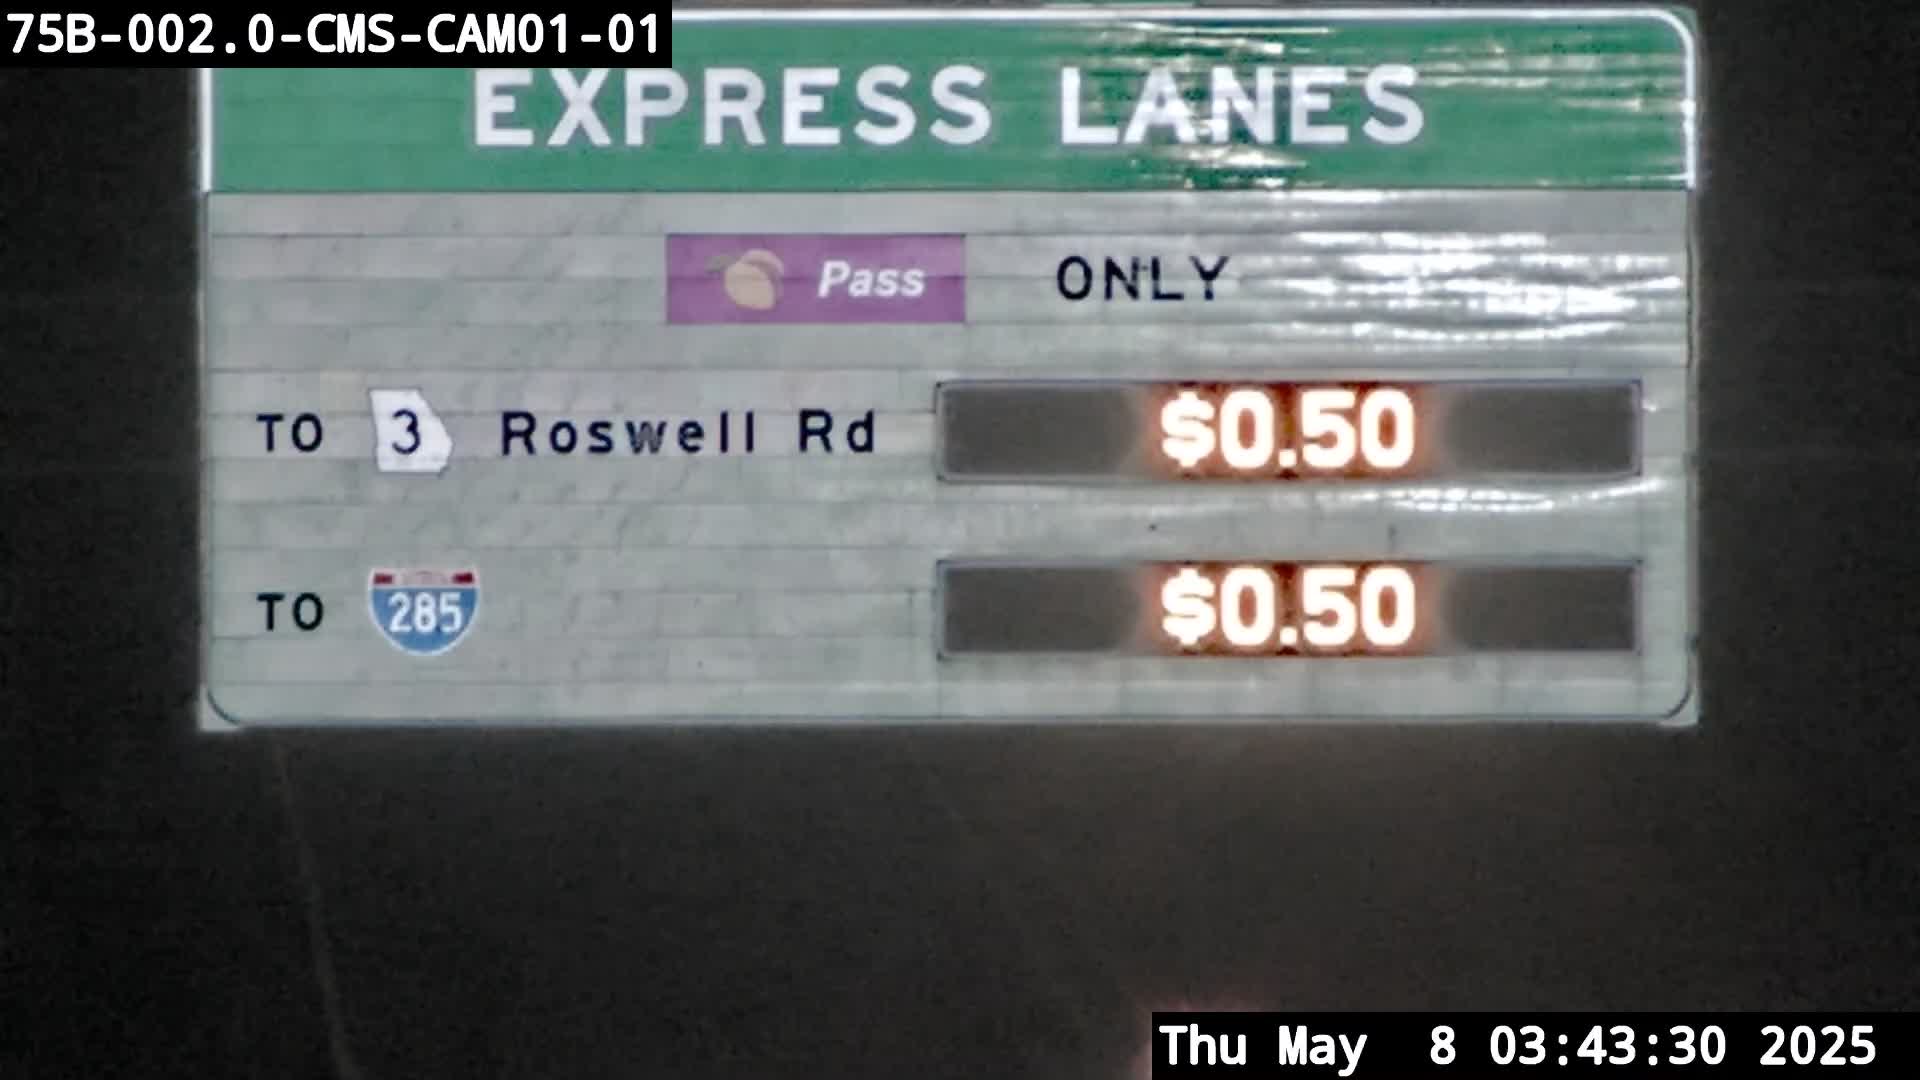 75B-002.0-CMS-CAM01-01
EXPRESS LANES
Pass ONLY
TO 3 Roswell Rd $0.50
TO 285 $0.50
Thu May 8 03:43:30 2025